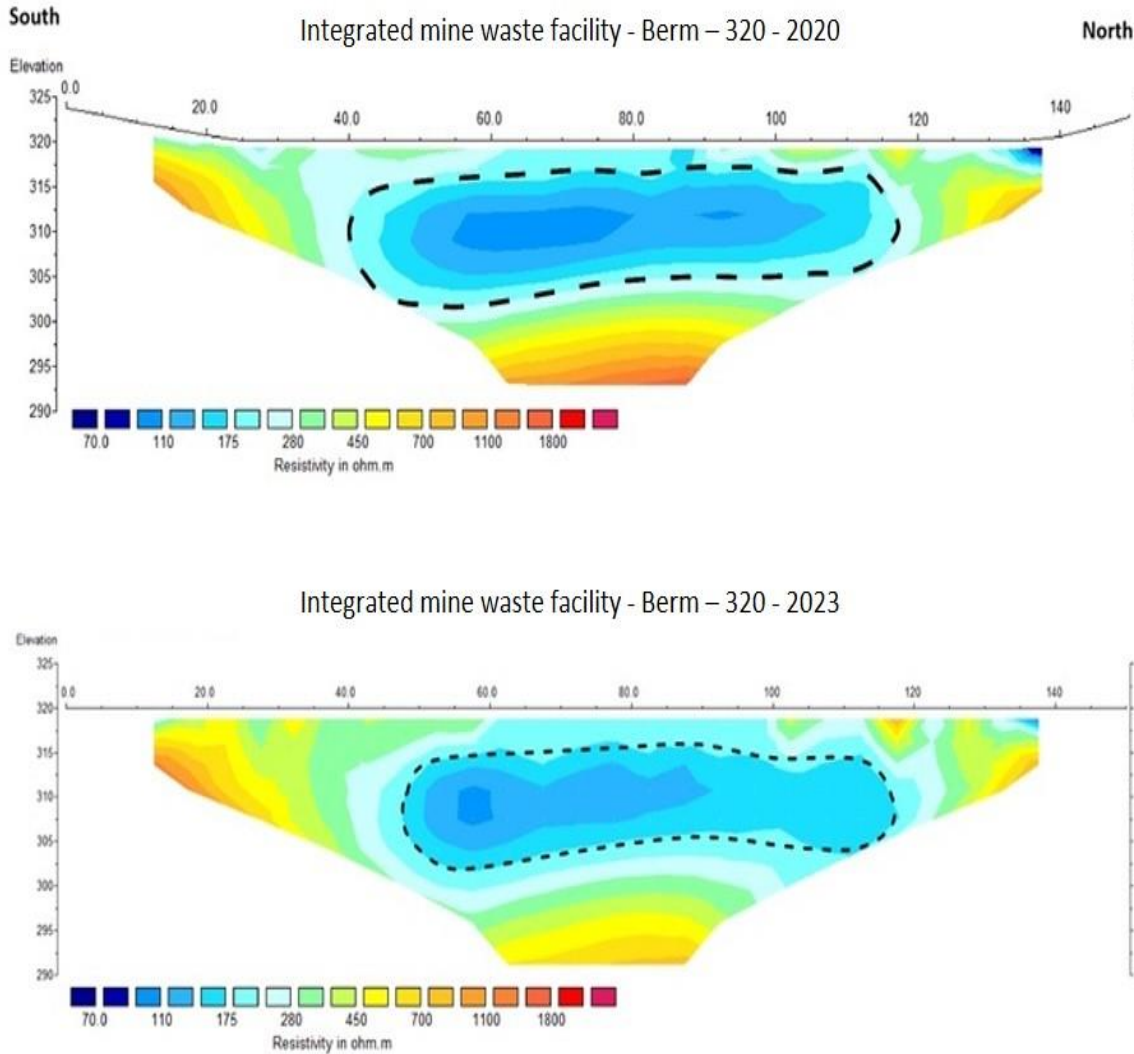 South
Integrated mine waste facility - Berm – 320 - 2020
North
Elevation
0.0 20.0 40.0 60.0 80.0 100 120 140
325
320
315
310
305
300
295
290
70.0 110 175 280 450 700 1100 1800
Resistivity in ohm.m
Integrated mine waste facility - Berm – 320 - 2023
Elevation
325
0.0 20.0 40.0 60.0 80.0 100 120 140
320
315
310
305
300
295
290
70.0 110 175 280 450 700 1100 1800
Resistivity in ohm.m